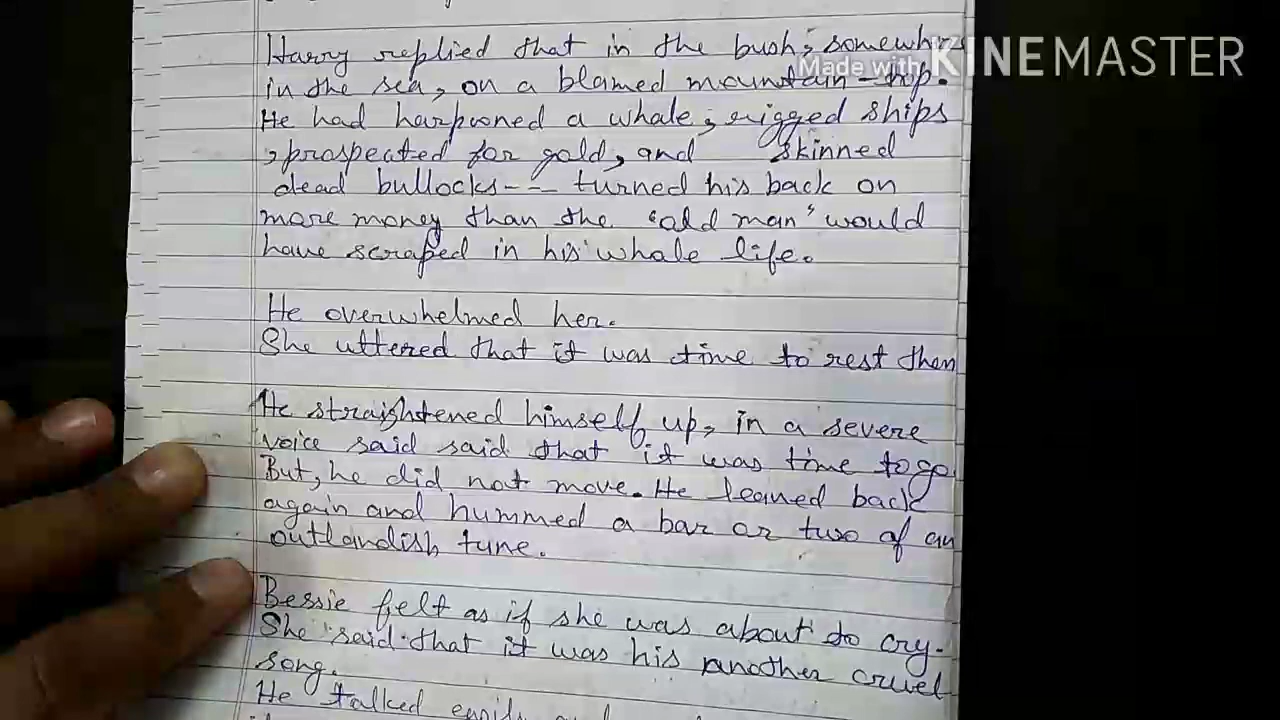 Harry replied that in the bush, somewhr
in the sea, on a blamed mountain-top.
Made with KINEMASTER
He had harpooned a whale, rigged ships
, prospected for gold, and skinned
dead bullocks--- turned his back on
more money than the "old man" would
have scraped in his whole life.
He overwhelmed her.
She uttered that it was time to rest then
He straightened himself up, in a severe
voice said said that it was time to go.
But, he did not move. He leaned back
again and hummed a bar or two of an
outlandish tune.
Bessie felt as if she was about to cry.
She said that it was his another cruel
song.
He talked